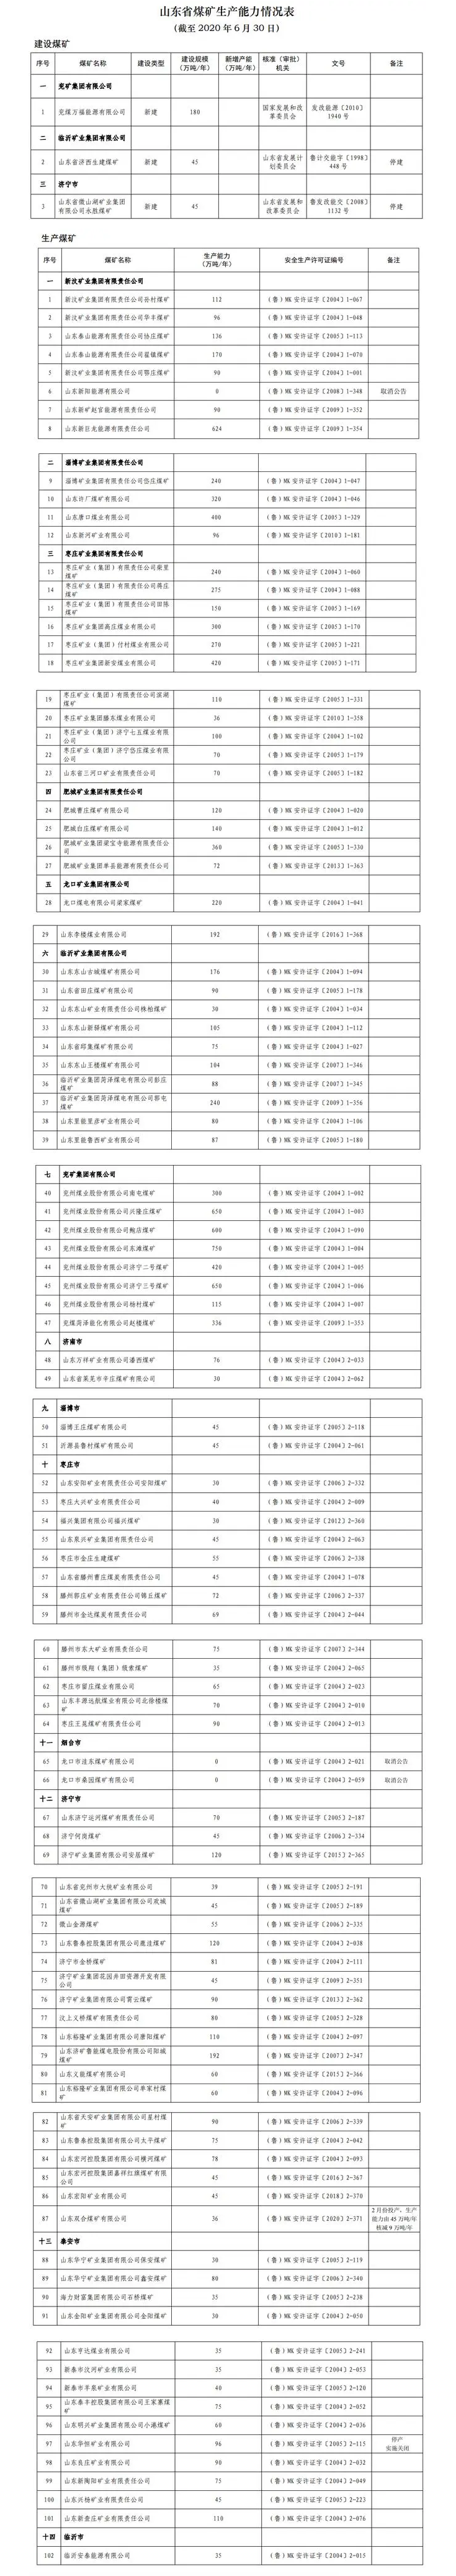 山东省煤矿生产能力情况表
(截至 2020 年 6 月 30 日)
建设煤矿
序号 煤矿名称 建设类型 建设规模(万吨/年) 新增产能(万吨/年) 核准(审批)机关 文号 备注
一 兖矿集团有限公司
1 兖煤万福能源有限公司 新建 180 国家发展和改革委员会 发改能源〔2010〕1940 号
二 临沂矿业集团有限责任公司
2 山东省济西生建煤矿 新建 45 山东省发展计划委员会 鲁计交能字〔1998〕448 号 停建
三 济宁市
3 山东省微山湖矿业集团有限公司永胜煤矿 新建 45 山东省发展和改革委员会 鲁发改能交〔2008〕1132 号 停建
生产煤矿
序号 煤矿名称 生产能力(万吨/年) 安全生产许可证编号 备注
一 新汶矿业集团有限责任公司
1 新汶矿业集团有限责任公司孙村煤矿 112 (鲁)MK 安许证字〔2004〕1-067
2 新汶矿业集团有限责任公司华丰煤矿 96 (鲁)MK 安许证字〔2004〕1-048
3 山东泰山能源有限责任公司协庄煤矿 136 (鲁)MK 安许证字〔2005〕1-113
4 山东泰山能源有限责任公司翟镇煤矿 170 (鲁)MK 安许证字〔2004〕1-070
5 新汶矿业集团有限责任公司鄂庄煤矿 90 (鲁)MK 安许证字〔2004〕1-001
6 山东新阳能源有限公司 0 (鲁)MK 安许证字〔2008〕1-348 取消公告
7 山东新矿赵官能源有限责任公司 90 (鲁)MK 安许证字〔2009〕1-352
8 山东新巨龙能源有限责任公司 624 (鲁)MK 安许证字〔2009〕1-354
二 淄博矿业集团有限责任公司
9 淄博矿业集团有限责任公司岱庄煤矿 240 (鲁)MK 安许证字〔2004〕1-047
10 山东许厂煤矿有限公司 320 (鲁)MK 安许证字〔2004〕1-046
11 山东唐口煤业有限公司 400 (鲁)MK 安许证字〔2005〕1-329
12 山东新河矿业有限公司 96 (鲁)MK 安许证字〔2010〕1-181
三 枣庄矿业集团有限责任公司
13 枣庄矿业(集团)有限责任公司柴里煤矿 240 (鲁)MK 安许证字〔2004〕1-060
14 枣庄矿业(集团)有限责任公司蒋庄煤矿 275 (鲁)MK 安许证字〔2004〕1-088
15 枣庄矿业(集团)有限责任公司田陈煤矿 150 (鲁)MK 安许证字〔2005〕1-169
16 枣庄矿业集团高庄煤业有限公司 300 (鲁)MK 安许证字〔2005〕1-170
17 枣庄矿业(集团)付村煤业有限公司 270 (鲁)MK 安许证字〔2005〕1-221
18 枣庄矿业集团新安煤业有限公司 420 (鲁)MK 安许证字〔2005〕1-171
19 枣庄矿业(集团)有限责任公司滨湖煤矿 110 (鲁)MK 安许证字〔2005〕1-331
20 枣庄矿业集团滕东煤业有限公司 36 (鲁)MK 安许证字〔2010〕1-358
21 枣庄矿业(集团)济宁七五煤业有限公司 100 (鲁)MK 安许证字〔2004〕1-102
22 枣庄矿业(集团)济宁岱庄煤业有限公司 70 (鲁)MK 安许证字〔2005〕1-179
23 山东省三河口矿业有限责任公司 70 (鲁)MK 安许证字〔2005〕1-182
四 肥城矿业集团有限责任公司
24 肥城曹庄煤矿有限公司 120 (鲁)MK 安许证字〔2004〕1-020
25 肥城白庄煤矿有限公司 140 (鲁)MK 安许证字〔2004〕1-012
26 肥城矿业集团梁宝寺能源有限责任公司 360 (鲁)MK 安许证字〔2005〕1-330
27 肥城矿业集团单县能源有限责任公司 72 (鲁)MK 安许证字〔2013〕1-363
五 龙口矿业集团有限公司
28 龙口煤电有限公司梁家煤矿 220 (鲁)MK 安许证字〔2004〕1-041
29 山东李楼煤业有限公司 192 (鲁)MK 安许证字〔2016〕1-368
六 临沂矿业集团有限公司
30 山东东山古城煤矿有限公司 176 (鲁)MK 安许证字〔2004〕1-094
31 山东省田庄煤矿有限公司 90 (鲁)MK 安许证字〔2005〕1-178
32 山东东山矿业有限责任公司株柏煤矿 30 (鲁)MK 安许证字〔2004〕1-034
33 山东东山新驿煤矿有限公司 105 (鲁)MK 安许证字〔2004〕1-112
34 山东省邱集煤矿有限公司 75 (鲁)MK 安许证字〔2004〕1-027
35 山东东山王楼煤矿有限公司 104 (鲁)MK 安许证字〔2007〕1-346
36 临沂矿业集团菏泽煤电有限公司彭庄煤矿 88 (鲁)MK 安许证字〔2007〕1-345
37 临沂矿业集团菏泽煤电有限公司郭屯煤矿 240 (鲁)MK 安许证字〔2009〕1-356
38 山东里能里彦矿业有限公司 80 (鲁)MK 安许证字〔2004〕1-106
39 山东里能鲁西矿业有限公司 87 (鲁)MK 安许证字〔2005〕1-180
七 兖矿集团有限公司
40 兖州煤业股份有限公司南屯煤矿 300 (鲁)MK 安许证字〔2004〕1-002
41 兖州煤业股份有限公司兴隆庄煤矿 650 (鲁)MK 安许证字〔2004〕1-003
42 兖州煤业股份有限公司鲍店煤矿 600 (鲁)MK 安许证字〔2004〕1-090
43 兖州煤业股份有限公司东滩煤矿 750 (鲁)MK 安许证字〔2004〕1-004
44 兖州煤业股份有限公司济宁二号煤矿 420 (鲁)MK 安许证字〔2004〕1-005
45 兖州煤业股份有限公司济宁三号煤矿 650 (鲁)MK 安许证字〔2004〕1-006
46 兖州煤业股份有限公司杨村煤矿 115 (鲁)MK 安许证字〔2004〕1-007
47 兖煤菏泽能化有限公司赵楼煤矿 336 (鲁)MK 安许证字〔2009〕1-353
八 济南市
48 山东万祥矿业有限公司潘西煤矿 76 (鲁)MK 安许证字〔2004〕2-033
49 山东省莱芜市辛庄煤矿有限公司 30 (鲁)MK 安许证字〔2004〕2-062
九 淄博市
50 淄博王庄煤矿有限公司 45 (鲁)MK 安许证字〔2005〕2-118
51 沂源县鲁村煤矿有限公司 45 (鲁)MK 安许证字〔2004〕2-061
十 枣庄市
52 山东安阳矿业有限责任公司安阳煤矿 30 (鲁)MK 安许证字〔2006〕2-332
53 枣庄大兴矿业有限责任公司 40 (鲁)MK 安许证字〔2004〕2-009
54 福兴集团有限公司福兴煤矿 30 (鲁)MK 安许证字〔2012〕2-360
55 山东泉兴矿业集团有限责任公司 45 (鲁)MK 安许证字〔2004〕2-063
56 枣庄市金庄生建煤矿 55 (鲁)MK 安许证字〔2006〕2-338
57 山东省滕州曹庄煤炭有限责任公司 45 (鲁)MK 安许证字〔2004〕1-078
58 滕州郭庄矿业有限责任公司锦丘煤矿 72 (鲁)MK 安许证字〔2006〕2-337
59 滕州市金达煤炭有限责任公司 69 (鲁)MK 安许证字〔2004〕2-044
60 滕州市东大矿业有限责任公司 75 (鲁)MK 安许证字〔2007〕2-344
61 滕州市级翔(集团)级索煤矿 35 (鲁)MK 安许证字〔2004〕2-065
62 枣庄市留庄煤业有限公司 65 (鲁)MK 安许证字〔2004〕2-023
63 山东丰源远航煤业有限公司北徐楼煤矿 70 (鲁)MK 安许证字〔2004〕2-010
64 枣庄王晁煤矿有限责任公司 90 (鲁)MK 安许证字〔2004〕2-013
十一 烟台市
65 龙口市洼东煤矿有限公司 0 (鲁)MK 安许证字〔2004〕2-021 取消公告
66 龙口市桑园煤矿有限公司 0 (鲁)MK 安许证字〔2004〕2-059 取消公告
十二 济宁市
67 山东济宁运河煤矿有限责任公司 70 (鲁)MK 安许证字〔2005〕2-187
68 济宁何岗煤矿 45 (鲁)MK 安许证字〔2006〕2-334
69 济宁矿业集团有限公司安居煤矿 120 (鲁)MK 安许证字〔2015〕2-365
70 山东省兖州市大统矿业有限公司 39 (鲁)MK 安许证字〔2005〕2-191
71 山东省微山湖矿业集团有限公司欢城煤矿 45 (鲁)MK 安许证字〔2005〕2-189
72 微山金源煤矿 55 (鲁)MK 安许证字〔2006〕2-335
73 山东鲁泰控股集团有限公司鹿洼煤矿 120 (鲁)MK 安许证字〔2004〕2-038
74 济宁市金桥煤矿 81 (鲁)MK 安许证字〔2004〕2-111
75 济宁矿业集团花园井田资源开发有限公司 45 (鲁)MK 安许证字〔2009〕2-351
76 济宁矿业集团有限公司霄云煤矿 90 (鲁)MK 安许证字〔2013〕2-362
77 汶上义桥煤矿有限责任公司 80 (鲁)MK 安许证字〔2005〕2-328
78 山东裕隆矿业集团有限公司唐阳煤矿 110 (鲁)MK 安许证字〔2004〕2-097
79 山东济矿鲁能煤电股份有限公司阳城煤矿 192 (鲁)MK 安许证字〔2007〕2-347
80 山东义能煤矿有限公司 60 (鲁)MK 安许证字〔2015〕2-366
81 山东裕隆矿业集团有限公司单家村煤矿 60 (鲁)MK 安许证字〔2004〕2-096
82 山东省天安矿业集团有限公司星村煤矿 90 (鲁)MK 安许证字〔2006〕2-339
83 山东鲁泰控股集团有限公司太平煤矿 75 (鲁)MK 安许证字〔2004〕2-042
84 山东宏河控股集团有限公司横河煤矿 78 (鲁)MK 安许证字〔2004〕2-093
85 山东宏河控股集团嘉祥红旗煤矿有限公司 45 (鲁)MK 安许证字〔2016〕2-367
86 山东宏阳矿业有限公司 45 (鲁)MK 安许证字〔2018〕2-370
87 山东双合煤矿有限公司 36 (鲁)MK 安许证字〔2020〕2-371 2 月份投产,生产能力由 45 万吨/年核减 9 万吨/年
十三 泰安市
88 山东华宁矿业集团有限公司保安煤矿 30 (鲁)MK 安许证字〔2005〕2-119
89 山东华宁矿业集团有限公司鑫安煤矿 80 (鲁)MK 安许证字〔2006〕2-340
90 海力财富集团有限公司石桥煤矿 35 (鲁)MK 安许证字〔2005〕2-238
91 山东金阳矿业集团有限公司金阳煤矿 30 (鲁)MK 安许证字〔2004〕2-050
92 山东亨达煤业有限公司 35 (鲁)MK 安许证字〔2005〕2-241
93 新泰市汶河矿业有限公司 35 (鲁)MK 安许证字〔2004〕2-053
94 新泰市羊泉矿业有限公司 40 (鲁)MK 安许证字〔2005〕2-120
95 山东泰丰控股集团有限公司王家寨煤矿 75 (鲁)MK 安许证字〔2004〕2-052
96 山东明兴矿业集团有限公司小港煤矿 60 (鲁)MK 安许证字〔2004〕2-036
97 山东华恒矿业有限公司 96 (鲁)MK 安许证字〔2005〕2-115 停产 实施关闭
98 山东良庄矿业有限公司 90 (鲁)MK 安许证字〔2004〕2-032
99 山东新陶阳矿业有限责任公司 75 (鲁)MK 安许证字〔2004〕2-049
100 山东兴杨矿业有限责任公司 45 (鲁)MK 安许证字〔2005〕2-223
101 山东新查庄矿业有限责任公司 110 (鲁)MK 安许证字〔2004〕2-076
十四 临沂市
102 临沂安泰能源有限公司 35 (鲁)MK 安许证字〔2004〕2-015